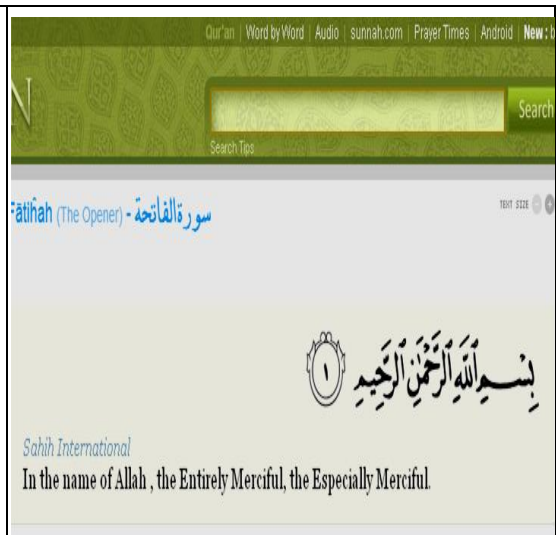 Qur'an | Word by Word | Audio | sunnah.com | Prayer Times | Android | New : b
N
Search
Search Tips
Fātiĥah (The Opener) - سورة الفاتحة
TEXT SIZE
بِسْمِ ٱللَّهِ ٱلرَّحْمَٰنِ ٱلرَّحِيمِ ١
Sahih International
In the name of Allah , the Entirely Merciful, the Especially Merciful.